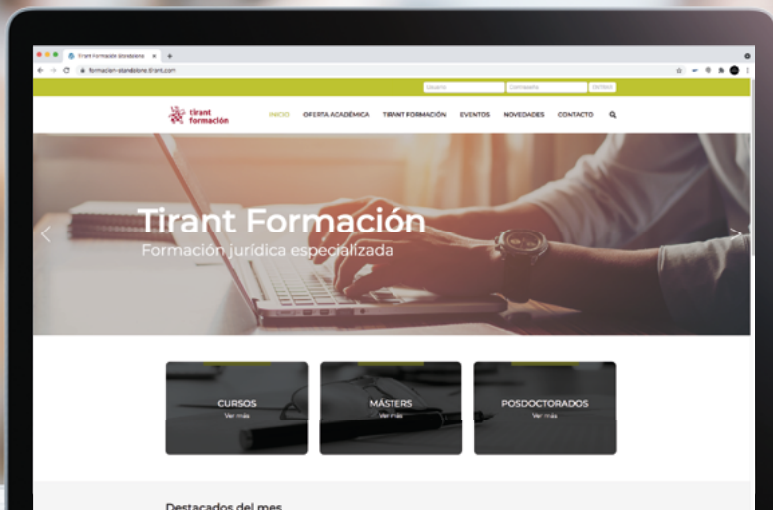 Tirant Formación standalone
formacion-standalone.tirant.com
Usuario
Contraseña
ENTRAR
tirant
formación
INICIO OFERTA ACADÉMICA TIRANT FORMACIÓN EVENTOS NOVEDADES CONTACTO
Tirant Formación
Formación jurídica especializada
CURSOS MÁSTERS POSDOCTORADOS
Ver más Ver más Ver más
Destacados del mes